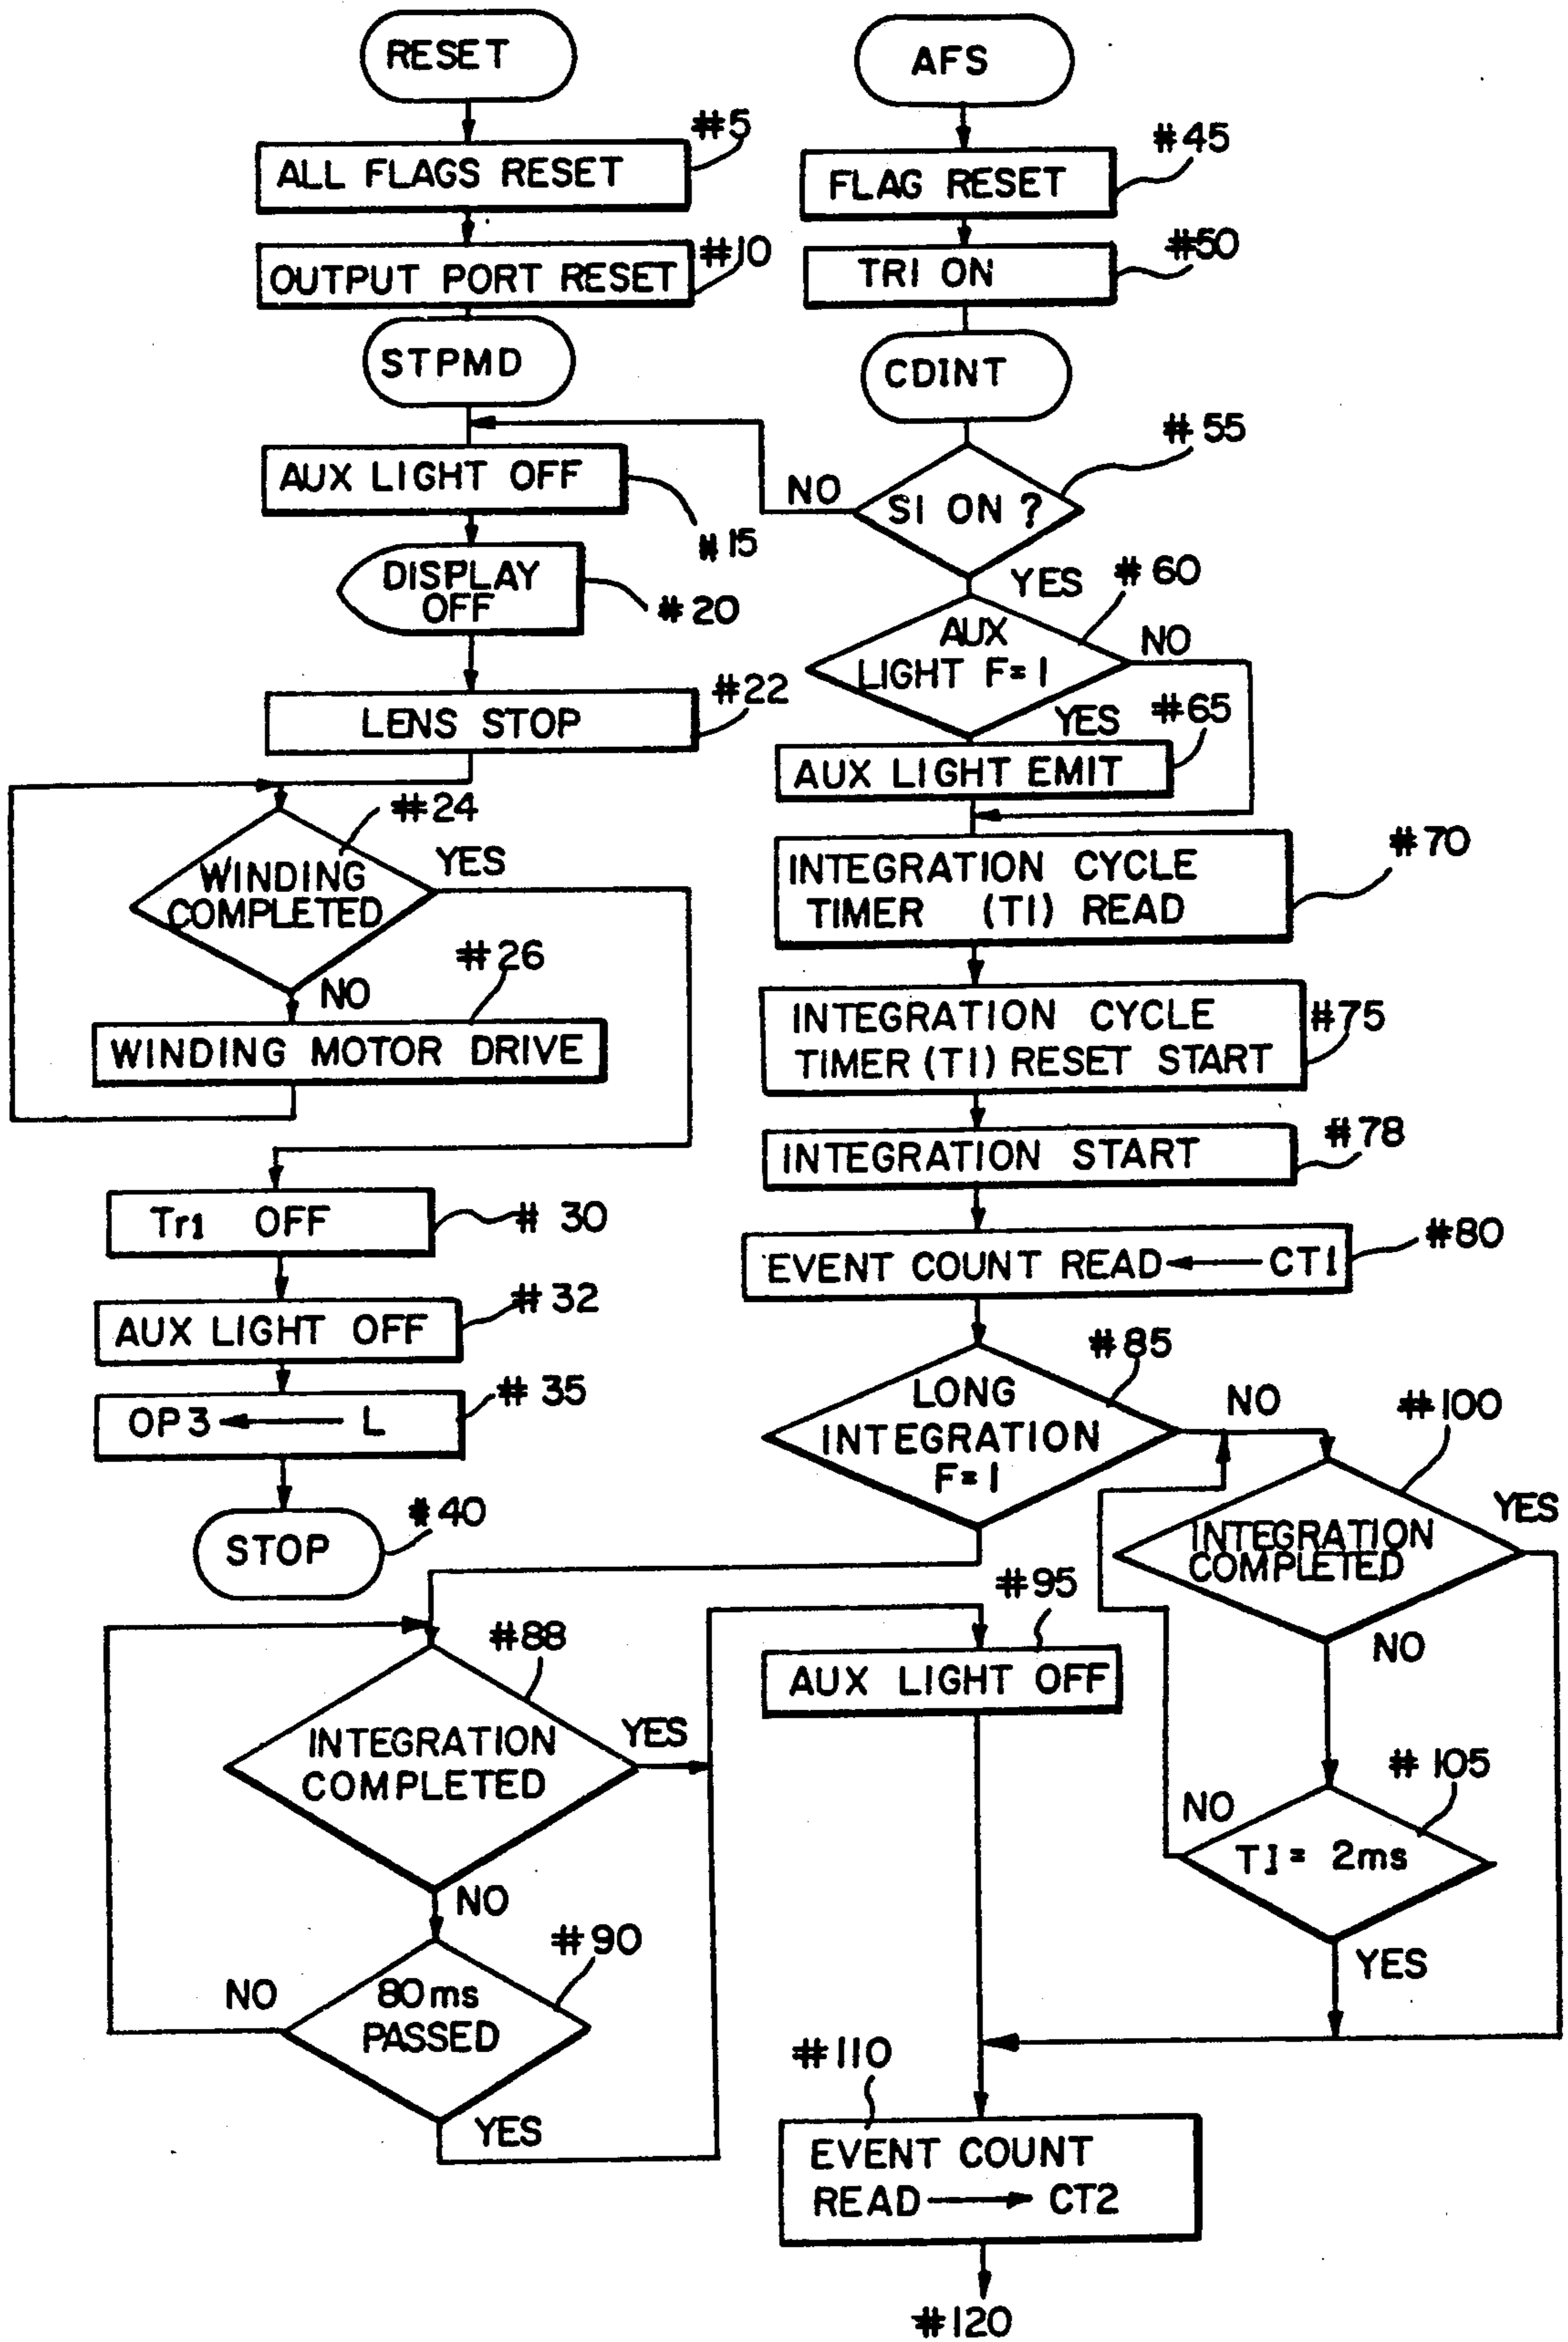 RESET
#5
ALL FLAGS RESET
#10
OUTPUT PORT RESET
STPMD
AUX LIGHT OFF
#15
DISPLAY
OFF
#20
#22
LENS STOP
#24
WINDING
COMPLETED
YES
#26
NO
WINDING MOTOR DRIVE
Tr1 OFF
# 30
# 32
AUX LIGHT OFF
# 35
OP3 ← L
#40
STOP
AFS
#45
FLAG RESET
#50
TR1 ON
CDINT
# 55
NO
S1 ON ?
YES
# 60
AUX
LIGHT F=1
NO
YES
#65
AUX LIGHT EMIT
#70
INTEGRATION CYCLE
TIMER (T1) READ
INTEGRATION CYCLE
TIMER (T1) RESET START
#75
#78
INTEGRATION START
#80
EVENT COUNT READ ← CT1
#85
LONG
INTEGRATION
F=1
NO
#100
YES
INTEGRATION
COMPLETED
NO
#88
INTEGRATION
COMPLETED
YES
NO
#90
NO
80ms
PASSED
YES
#95
AUX LIGHT OFF
# 105
NO
T1= 2ms
YES
#110
EVENT COUNT
READ → CT2
#120